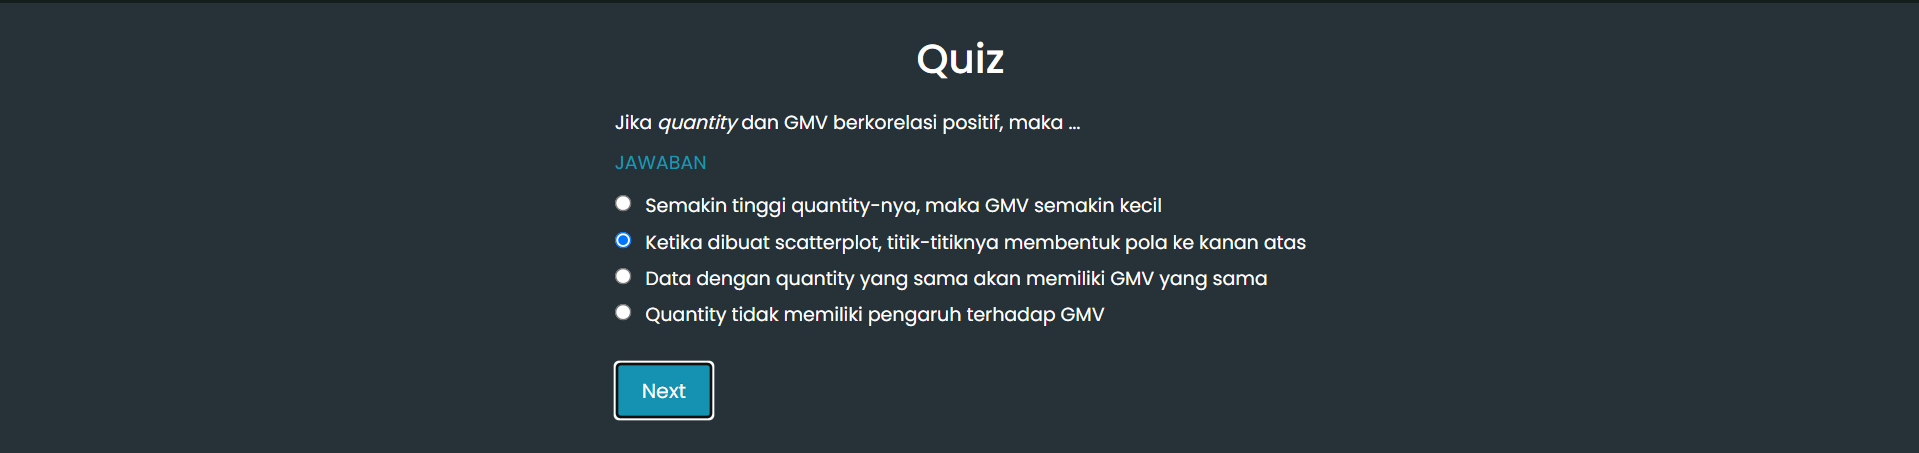 Quiz
Jika quantity dan GMV berkorelasi positif, maka ...
JAWABAN
Semakin tinggi quantity-nya, maka GMV semakin kecil
Ketika dibuat scatterplot, titik-titiknya membentuk pola ke kanan atas
Data dengan quantity yang sama akan memiliki GMV yang sama
Quantity tidak memiliki pengaruh terhadap GMV
Next